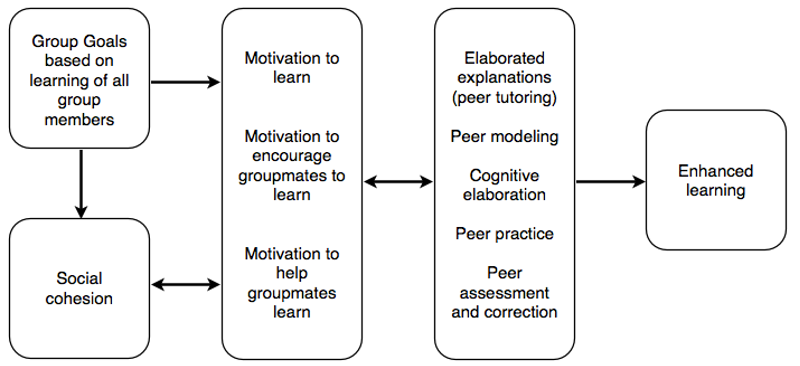 Group Goals
based on
learning of all
group
members
Social
cohesion
Motivation to
learn
Motivation to
encourage
groupmates to
learn
Motivation to
help
groupmates
learn
Elaborated
explanations
(peer tutoring)
Peer modeling
Cognitive
elaboration
Peer practice
Peer
assessment
and correction
Enhanced
learning